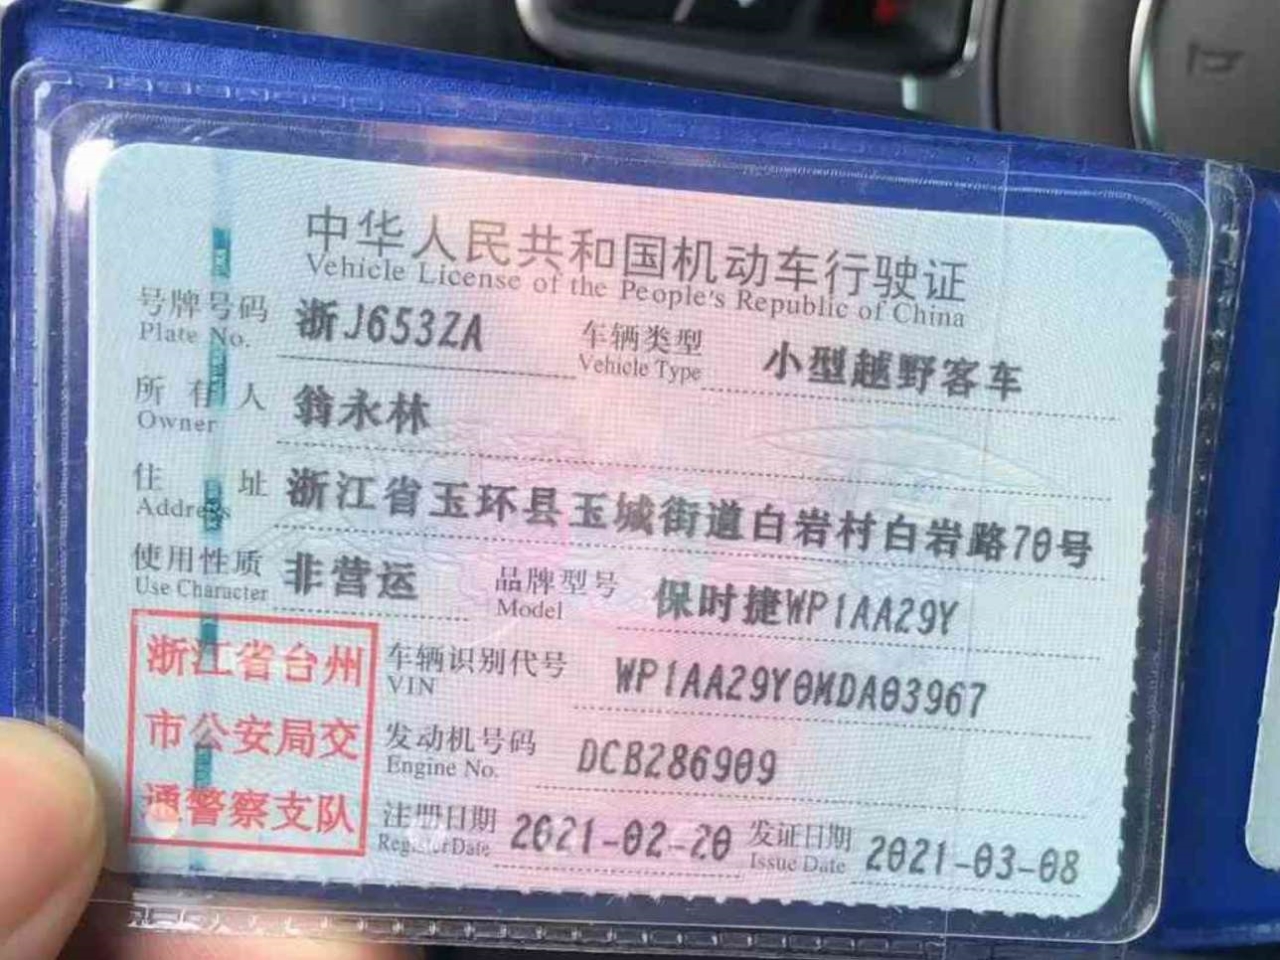 中华人民共和国机动车行驶证
Vehicle License of the People's Republic of China
号牌号码 浙J653ZA 车辆类型 小型越野客车
Plate No. Vehicle Type
所有人 翁永林
Owner
住址 浙江省玉环县玉城街道白岩村白岩路70号
Address
使用性质 非营运 品牌型号 保时捷WP1AA29Y
Use Character Model
浙江省台州
市公安局交
通警察支队
车辆识别代号 WP1AA29Y0MDA03967
VIN
发动机号码 DCB286909
Engine No.
注册日期 2021-02-20 发证日期 2021-03-08
Register Date Issue Date